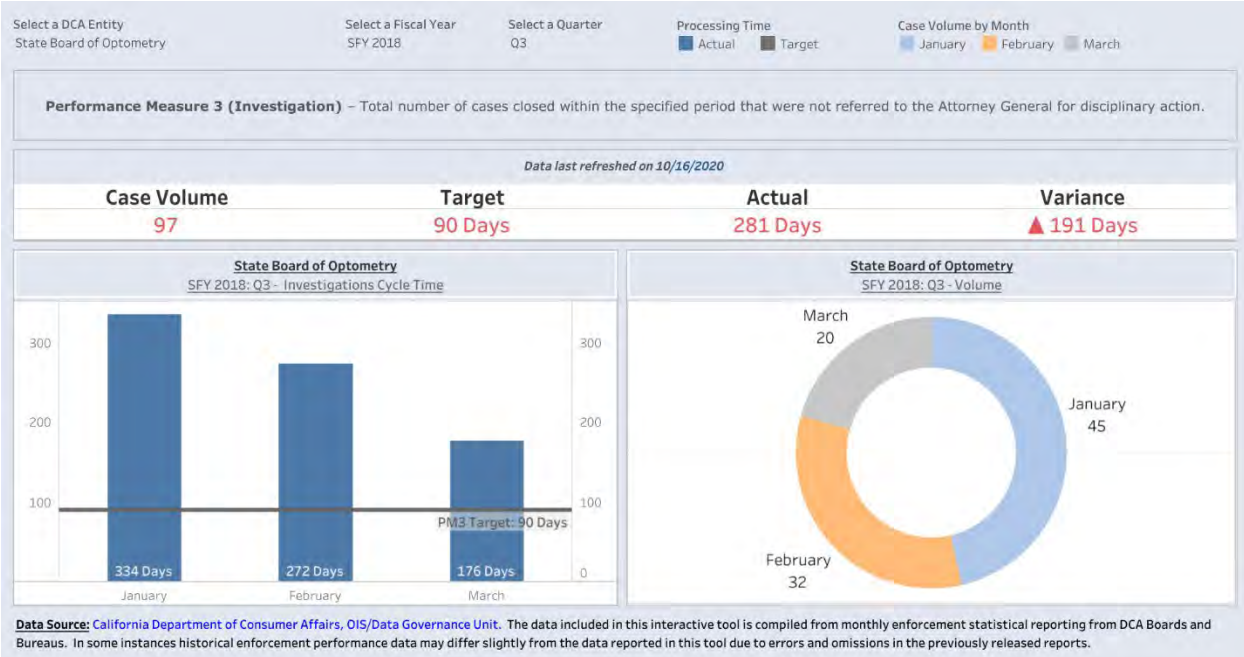 Select a DCA Entity
State Board of Optometry
Select a Fiscal Year
SFY 2018
Select a Quarter
Q3
Processing Time
Actual
Target
Case Volume by Month
January
February
March
Performance Measure 3 (Investigation) – Total number of cases closed within the specified period that were not referred to the Attorney General for disciplinary action.
Data last refreshed on 10/16/2020
Case Volume
97
Target
90 Days
Actual
281 Days
Variance
▲ 191 Days
State Board of Optometry
SFY 2018: Q3 - Investigations Cycle Time
300
200
100
300
200
100
0
PM3 Target: 90 Days
334 Days
272 Days
176 Days
January
February
March
State Board of Optometry
SFY 2018: Q3 - Volume
March
20
January
45
February
32
Data Source: California Department of Consumer Affairs, OIS/Data Governance Unit. The data included in this interactive tool is compiled from monthly enforcement statistical reporting from DCA Boards and
Bureaus. In some instances historical enforcement performance data may differ slightly from the data reported in this tool due to errors and omissions in the previously released reports.